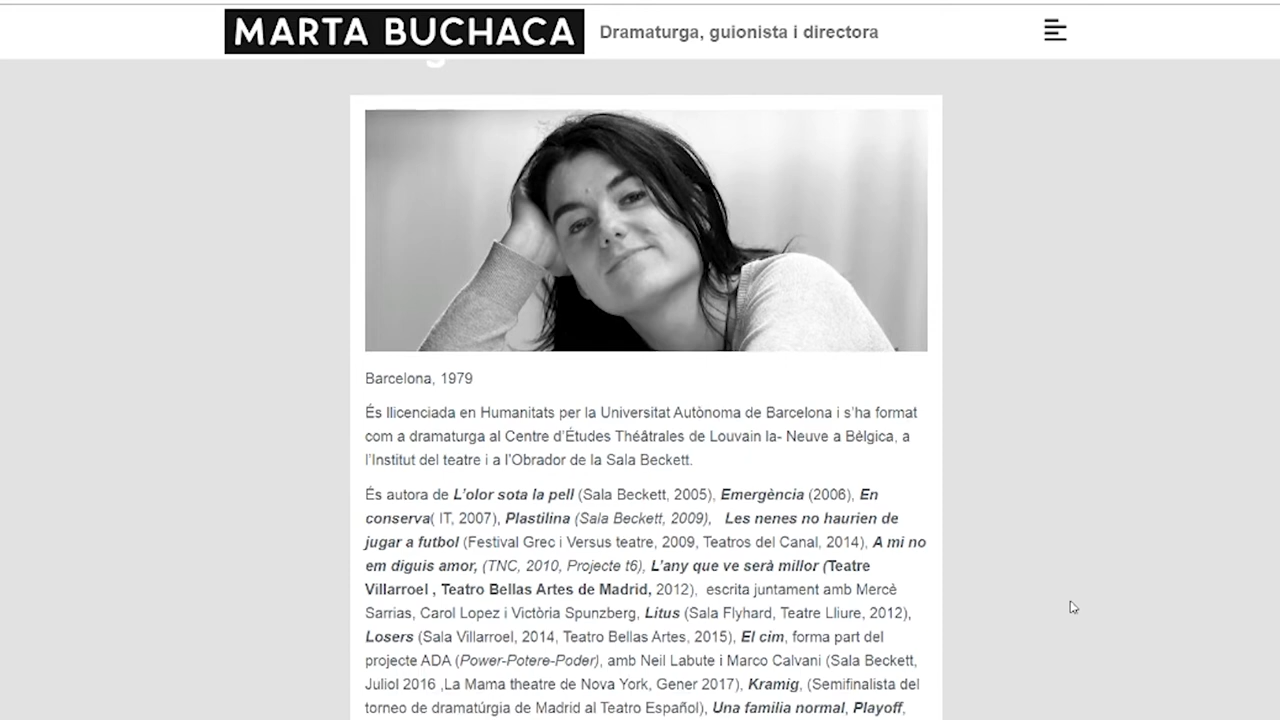 MARTA BUCHACA
Dramaturga, guionista i directora
Barcelona, 1979
És llicenciada en Humanitats per la Universitat Autònoma de Barcelona i s'ha format
com a dramaturga al Centre d'Études Théâtrales de Louvain la- Neuve a Bèlgica, a
l'Institut del teatre i a l'Obrador de la Sala Beckett.
És autora de L'olor sota la pell (Sala Beckett, 2005), Emergència (2006), En
conserva( IT, 2007), Plastilina (Sala Beckett, 2009), Les nenes no haurien de
jugar a futbol (Festival Grec i Versus teatre, 2009, Teatros del Canal, 2014), A mi no
em diguis amor, (TNC, 2010, Projecte t6), L'any que ve serà millor (Teatre
Villarroel , Teatro Bellas Artes de Madrid, 2012), escrita juntament amb Mercè
Sarrias, Carol Lopez i Victòria Spunzberg, Litus (Sala Flyhard, Teatre Lliure, 2012),
Losers (Sala Villarroel, 2014, Teatro Bellas Artes, 2015), El cim, forma part del
projecte ADA (Power-Potere-Poder), amb Neil Labute i Marco Calvani (Sala Beckett,
Juliol 2016 ,La Mama theatre de Nova York, Gener 2017), Kramig, (Semifinalista del
torneo de dramatúrgia de Madrid al Teatro Español), Una familia normal, Playoff,